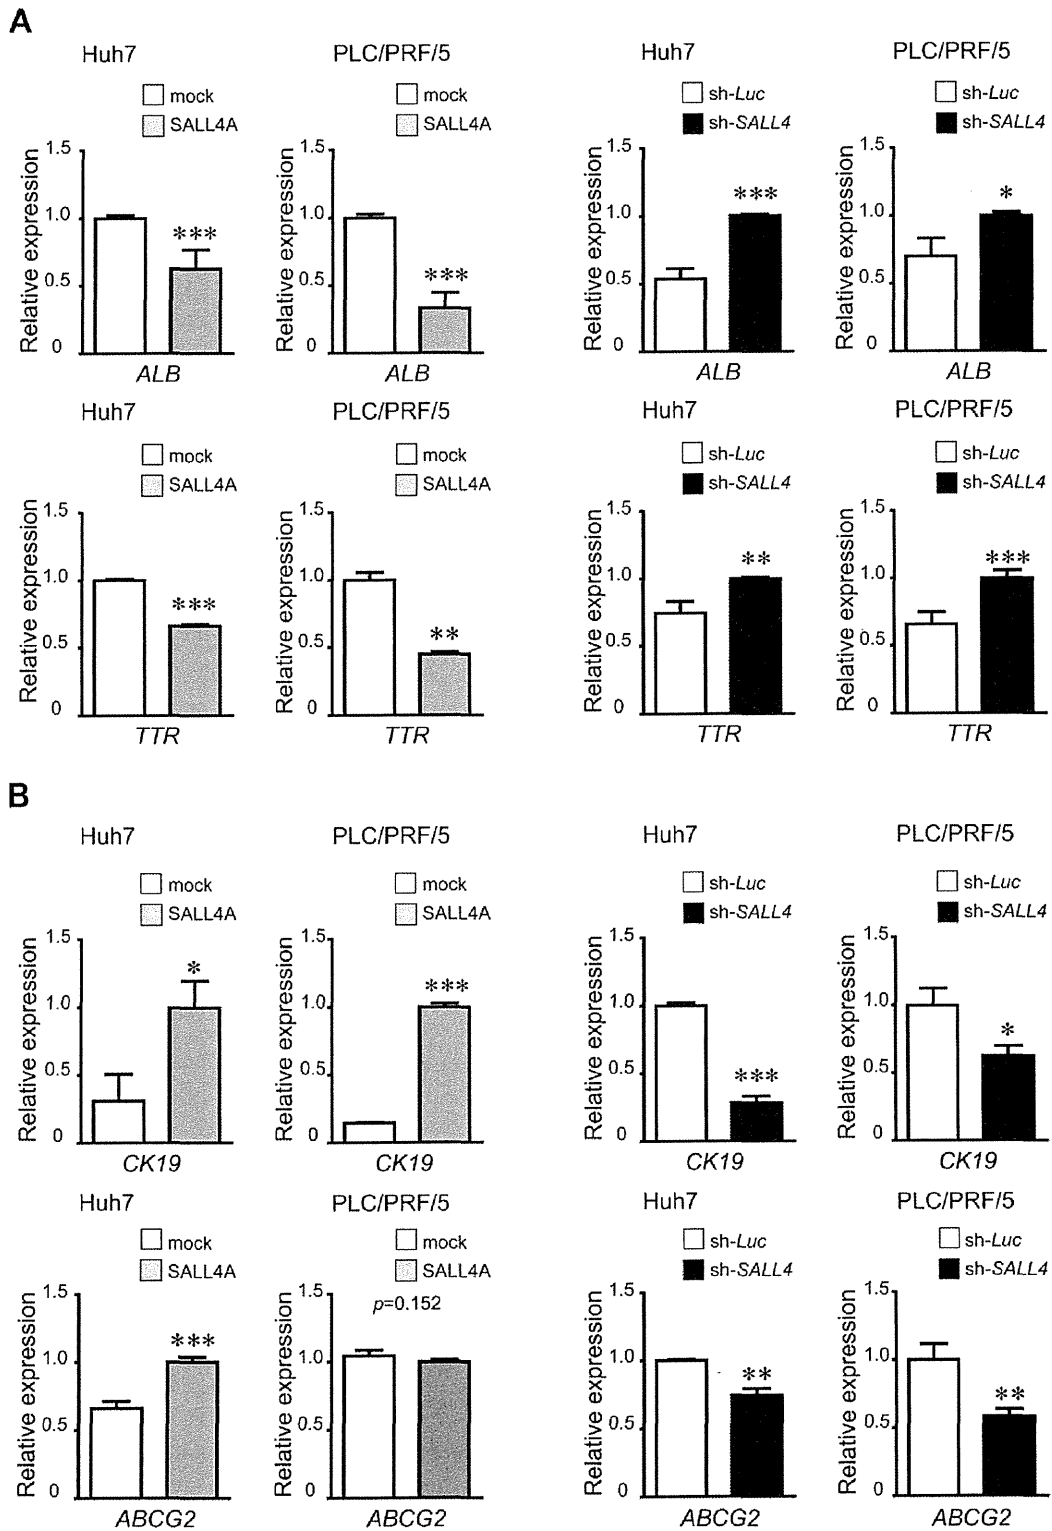 A
Huh7 PLC/PRF/5 Huh7 PLC/PRF/5
mock mock sh-Luc sh-Luc
SALL4A SALL4A sh-SALL4 sh-SALL4
Relative expression Relative expression Relative expression Relative expression
1.5 1.5 1.5 1.5
*** *** *** *
1.0 1.0 1.0 1.0
0.5 0.5 0.5 0.5
0 0 0 0
ALB ALB ALB ALB
Huh7 PLC/PRF/5 Huh7 PLC/PRF/5
mock mock sh-Luc sh-Luc
SALL4A SALL4A sh-SALL4 sh-SALL4
Relative expression Relative expression Relative expression Relative expression
1.5 1.5 1.5 1.5
*** ** ** ***
1.0 1.0 1.0 1.0
0.5 0.5 0.5 0.5
0 0 0 0
TTR TTR TTR TTR
B
Huh7 PLC/PRF/5 Huh7 PLC/PRF/5
mock mock sh-Luc sh-Luc
SALL4A SALL4A sh-SALL4 sh-SALL4
Relative expression Relative expression Relative expression Relative expression
1.5 1.5 1.5 1.5
* *** *** *
1.0 1.0 1.0 1.0
0.5 0.5 0.5 0.5
0 0 0 0
CK19 CK19 CK19 CK19
Huh7 PLC/PRF/5 Huh7 PLC/PRF/5
mock mock sh-Luc sh-Luc
SALL4A SALL4A sh-SALL4 sh-SALL4
Relative expression Relative expression Relative expression Relative expression
1.5 1.5 1.5 1.5
*** p=0.152 ** **
1.0 1.0 1.0 1.0
0.5 0.5 0.5 0.5
0 0 0 0
ABCG2 ABCG2 ABCG2 ABCG2